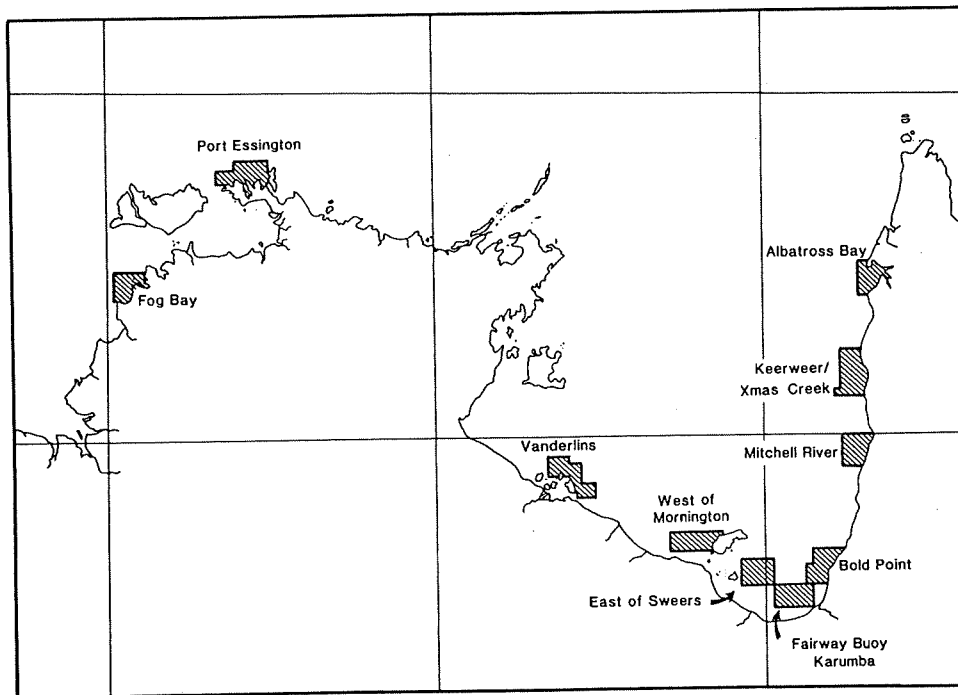 Port Essington
Fog Bay
Albatross Bay
Keerweer/
Xmas Creek
Mitchell River
Vanderlins
West of
Mornington
Bold Point
East of Sweers
Fairway Buoy
Karumba